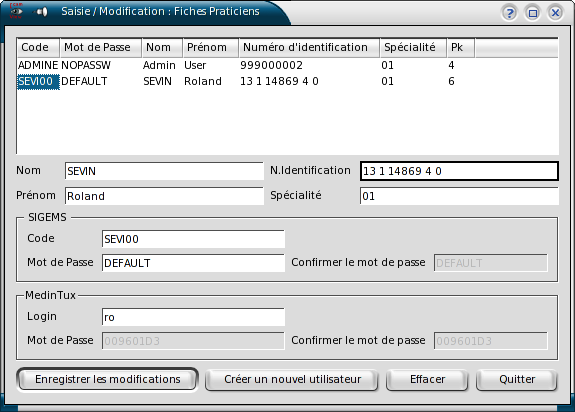 Saisie / Modification : Fiches Praticiens
Code Mot de Passe Nom Prénom Numéro d'identification Spécialité Pk
ADMINE NOPASSW Admin User 999000002 01 4
SEVI00 DEFAULT SEVIN Roland 13 1 14869 4 0 01 6
Nom SEVIN N.Identification 13 1 14869 4 0
Prénom Roland Spécialité 01
SIGEMS
Code SEVI00
Mot de Passe DEFAULT Confirmer le mot de passe DEFAULT
MedinTux
Login ro
Mot de Passe 009601D3 Confirmer le mot de passe 009601D3
Enregistrer les modifications Créer un nouvel utilisateur Effacer Quitter